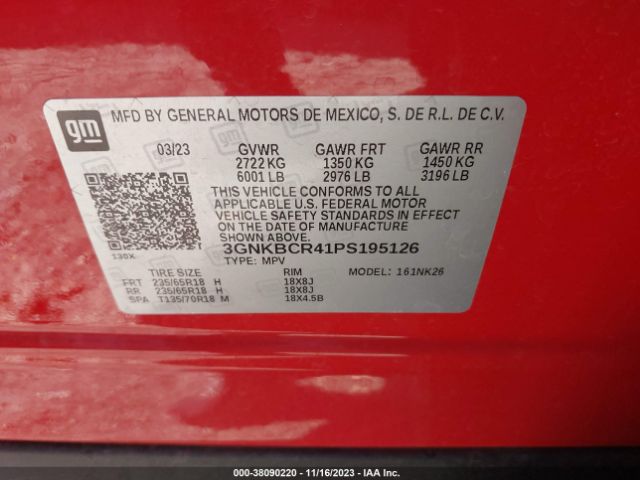 gm
MFD BY GENERAL MOTORS DE MEXICO, S. DE R.L. DE C.V.
03/23 GVWR GAWR FRT GAWR RR
2722 KG 1350 KG 1450 KG
6001 LB 2976 LB 3196 LB
THIS VEHICLE CONFORMS TO ALL
APPLICABLE U.S. FEDERAL MOTOR
VEHICLE SAFETY STANDARDS IN EFFECT
ON THE DATE OF MANUFACTURE
SHOWN ABOVE.
3GNKBCR41PS195126
130X
TYPE: MPV
TIRE SIZE RIM MODEL: 161NK26
FRT 235/65R18 H 18X8J
RR 235/65R18 H 18X8J
SPA T135/70R18 M 18X4.5B
000-38090220 - 11/16/2023 - IAA Inc.